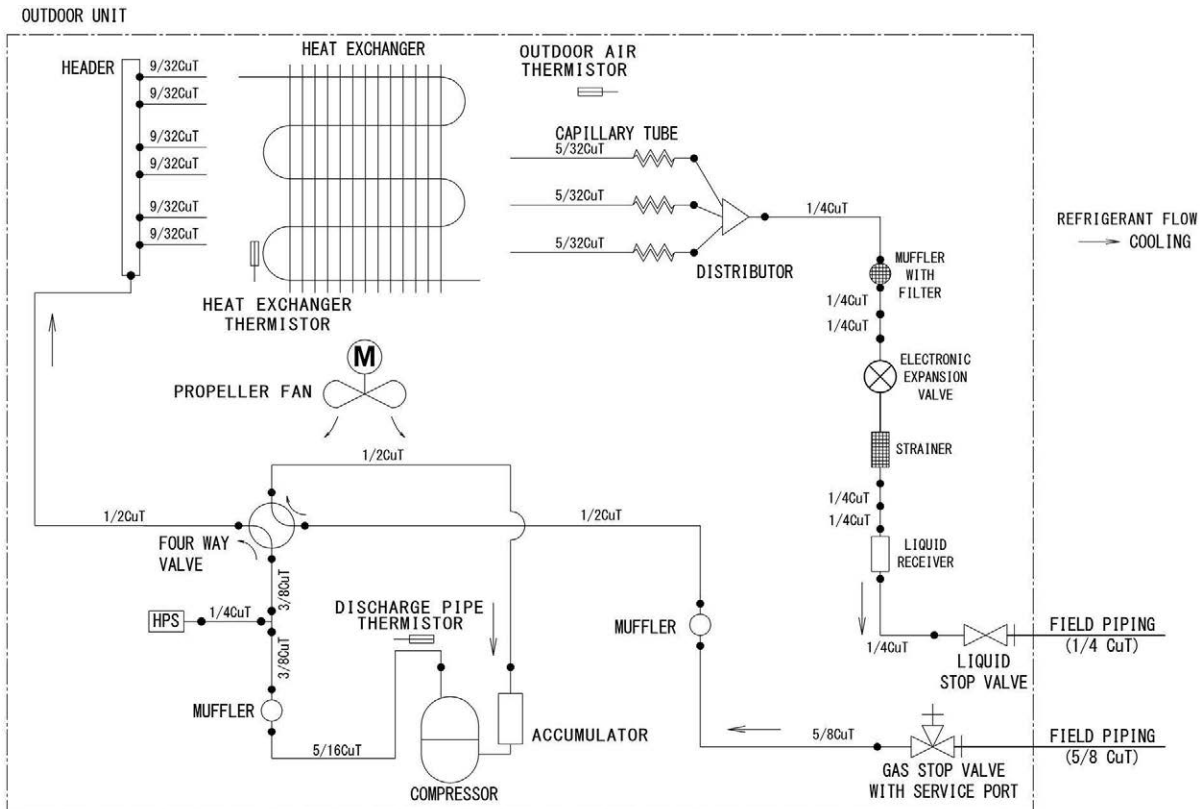 OUTDOOR UNIT
HEADER
9/32CuT
9/32CuT
9/32CuT
9/32CuT
9/32CuT
9/32CuT
HEAT EXCHANGER
HEAT EXCHANGER
THERMISTOR
OUTDOOR AIR
THERMISTOR
CAPILLARY TUBE
5/32CuT
5/32CuT
5/32CuT
DISTRIBUTOR
1/4CuT
MUFFLER
WITH
FILTER
1/4CuT
1/4CuT
ELECTRONIC
EXPANSION
VALVE
STRAINER
1/4CuT
1/4CuT
LIQUID
RECEIVER
REFRIGERANT FLOW
COOLING
M
PROPELLER FAN
1/2CuT
1/2CuT
1/2CuT
FOUR WAY
VALVE
3/8CuT
HPS
1/4CuT
3/8CuT
DISCHARGE PIPE
THERMISTOR
MUFFLER
MUFFLER
5/16CuT
ACCUMULATOR
COMPRESSOR
1/4CuT
LIQUID
STOP VALVE
FIELD PIPING
(1/4 CuT)
5/8CuT
GAS STOP VALVE
WITH SERVICE PORT
FIELD PIPING
(5/8 CuT)